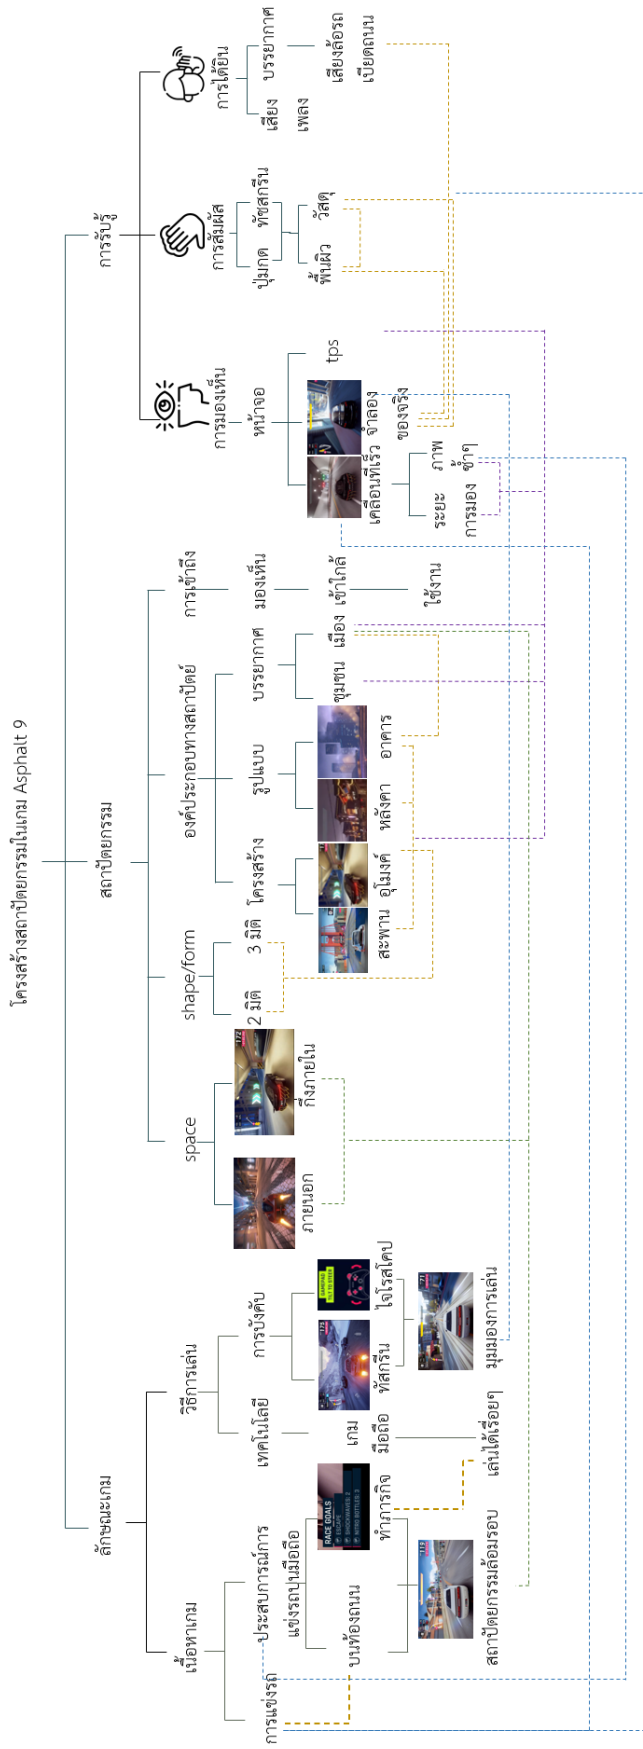 โครงสร้างสถาปัตยกรรมในเกม Asphalt 9
ลักษณะเกม
สถาปัตยกรรม
การรับรู้
เนื้อหาเกม
วิธีการเล่น
space
shape/form
องค์ประกอบทางสถาปัตย์
การเข้าถึง
การมองเห็น
การสัมผัส
การได้ยิน
การแข่งรถ
ประสบการณ์การ
แข่งรถบนมือถือ
เทคโนโลยี
การบังคับ
ภายนอก
กึ่งภายใน
2 มิติ
3 มิติ
โครงสร้าง
รูปแบบ
บรรยากาศ
มองเห็น
หน้าจอ
ปุ่มกด
ทัชสกรีน
เสียง
เพลง
บรรยากาศ
บนท้องถนน
RACE GOALS
ESCAPE
SHOCKWAVES: 2
NITRO BOTTLES: 3
ทำภารกิจ
เกม
มือถือ
ทัสกรีน
GAMEPAD
TILT TO STEER
ไจโรสโคป
สะพาน
อุโมงค์
หลังคา
อาคาร
ชุมชน
เมือง
เข้าใกล้
เคลื่อนที่เร็ว
จำลอง
ของจริง
tps
พื้นผิว
วัสดุ
เสียงล้อรถ
เบียดถนน
ใช้งาน
ระยะ
การมอง
ภาพ
ซ้ำๆ
สถาปัตยกรรมล้อมรอบ
เล่นได้เรื่อยๆ
มุมมองการเล่น